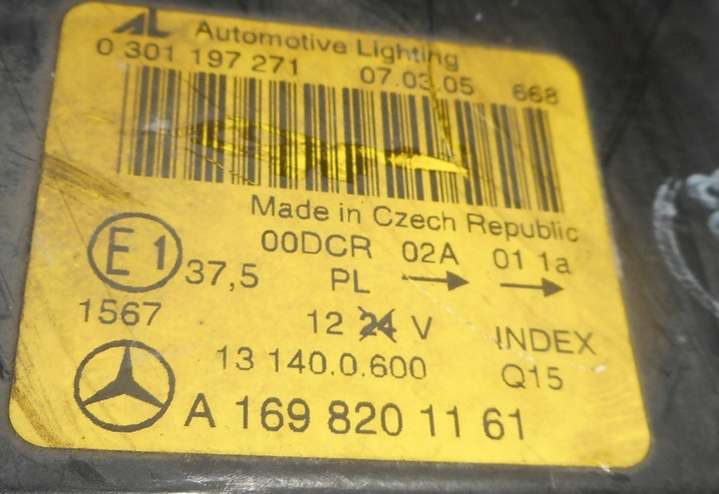 AL Automotive Lighting
0 301 197 271 07.03.05 668
Made in Czech Republic
00DCR 02A 01 1a
E1 37,5 PL → →
1567 12 24 V INDEX
13 140.0.600 Q15
A 169 820 11 61